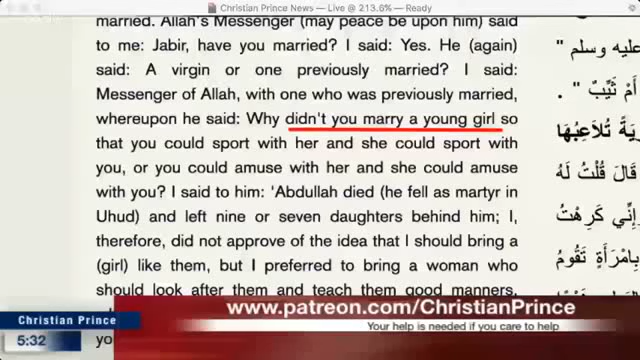 Christian Prince News — Live @ 213.6% — Ready
married. Allah's Messenger (may peace be upon him) said
to me: Jabir, have you married? I said: Yes. He (again)
said: A virgin or one previously married? I said:
Messenger of Allah, with one who was previously married,
whereupon he said: Why didn't you marry a young girl so
that you could sport with her and she could sport with
you, or you could amuse with her and she could amuse
with you? I said to him: 'Abdullah died (he fell as martyr in
Uhud) and left nine or seven daughters behind him; I,
therefore, did not approve of the idea that I should bring a
(girl) like them, but I preferred to bring a woman who
should look after them and teach them good manners,
yo
عليه وسلم "
أَمْ ثَيِّبٌ " .
تُلاَعِبُهَا
قَالَ قُلْتُ لَهُ
إِنِّي كَرِهْتُ
بِامْرَأَةٍ تَقُومُ
www.patreon.com/ChristianPrince
Your help is needed if you care to help
Christian Prince
5:32